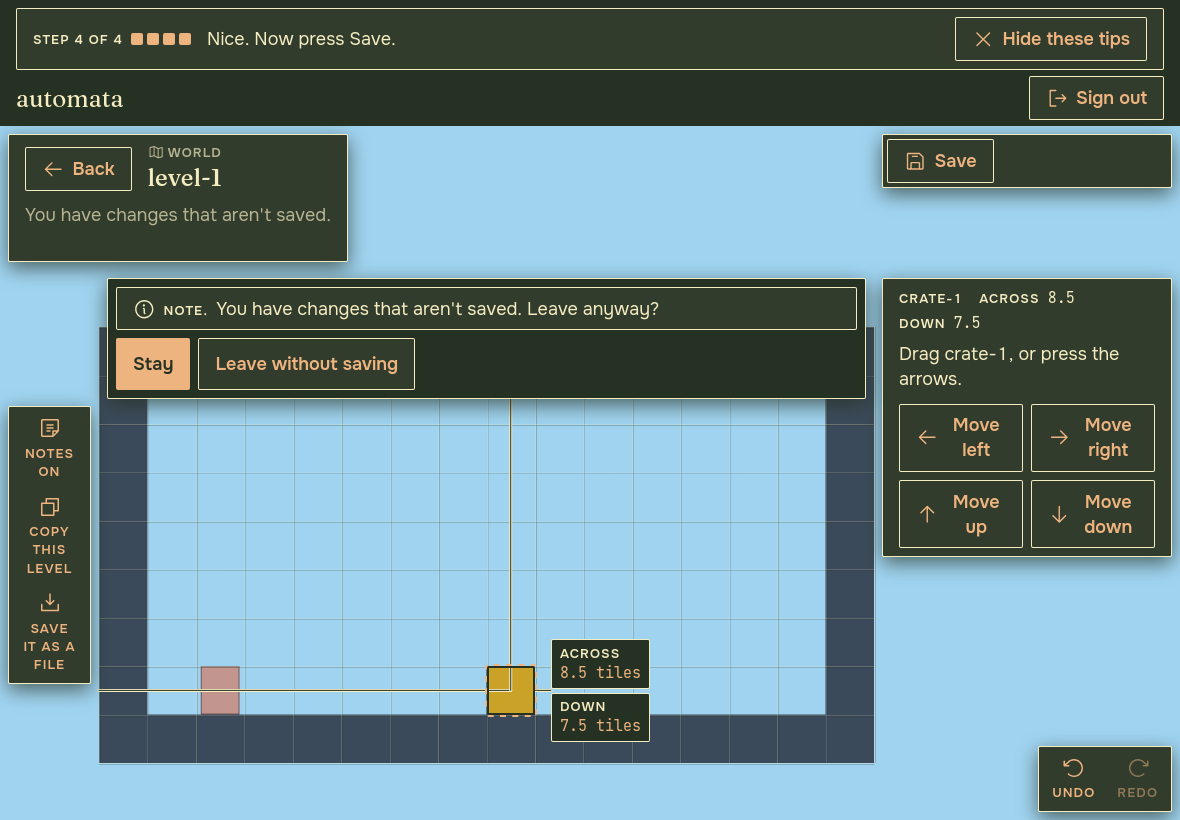 STEP 4 OF 4 Nice. Now press Save.
Hide these tips
automata
Sign out
Back
WORLD
level-1
You have changes that aren't saved.
Save
NOTE. You have changes that aren't saved. Leave anyway?
Stay
Leave without saving
CRATE-1 ACROSS 8.5
DOWN 7.5
Drag crate-1, or press the
arrows.
Move
left
Move
right
Move
up
Move
down
NOTES
ON
COPY
THIS
LEVEL
SAVE
IT AS A
FILE
ACROSS
8.5 tiles
DOWN
7.5 tiles
UNDO
REDO